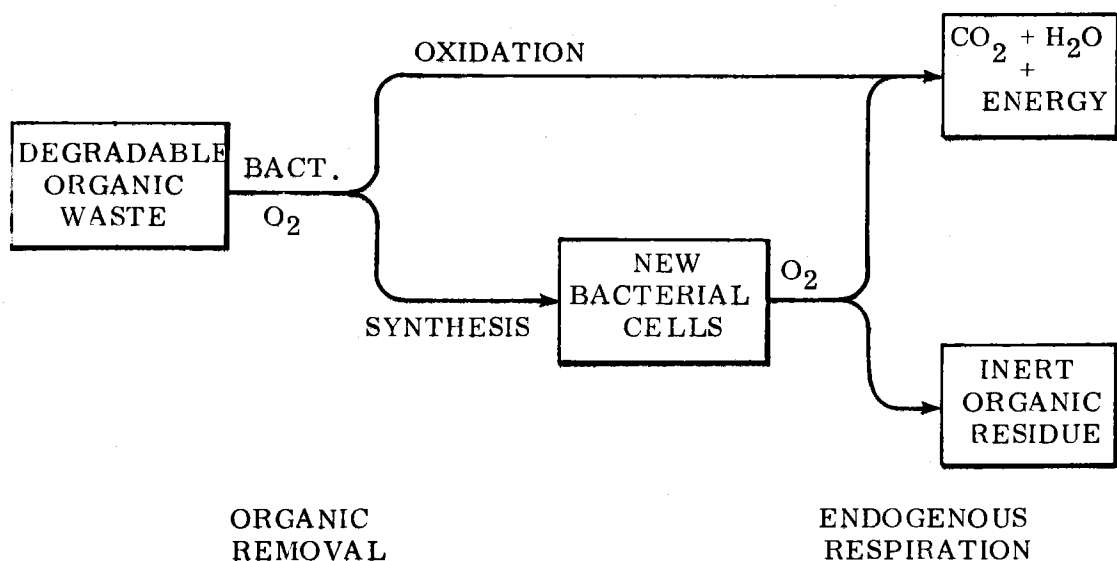 OXIDATION
CO2 + H2O
+
ENERGY
DEGRADABLE
ORGANIC
WASTE
BACT.
O2
NEW
BACTERIAL
CELLS
O2
SYNTHESIS
INERT
ORGANIC
RESIDUE
ORGANIC
REMOVAL
ENDOGENOUS
RESPIRATION